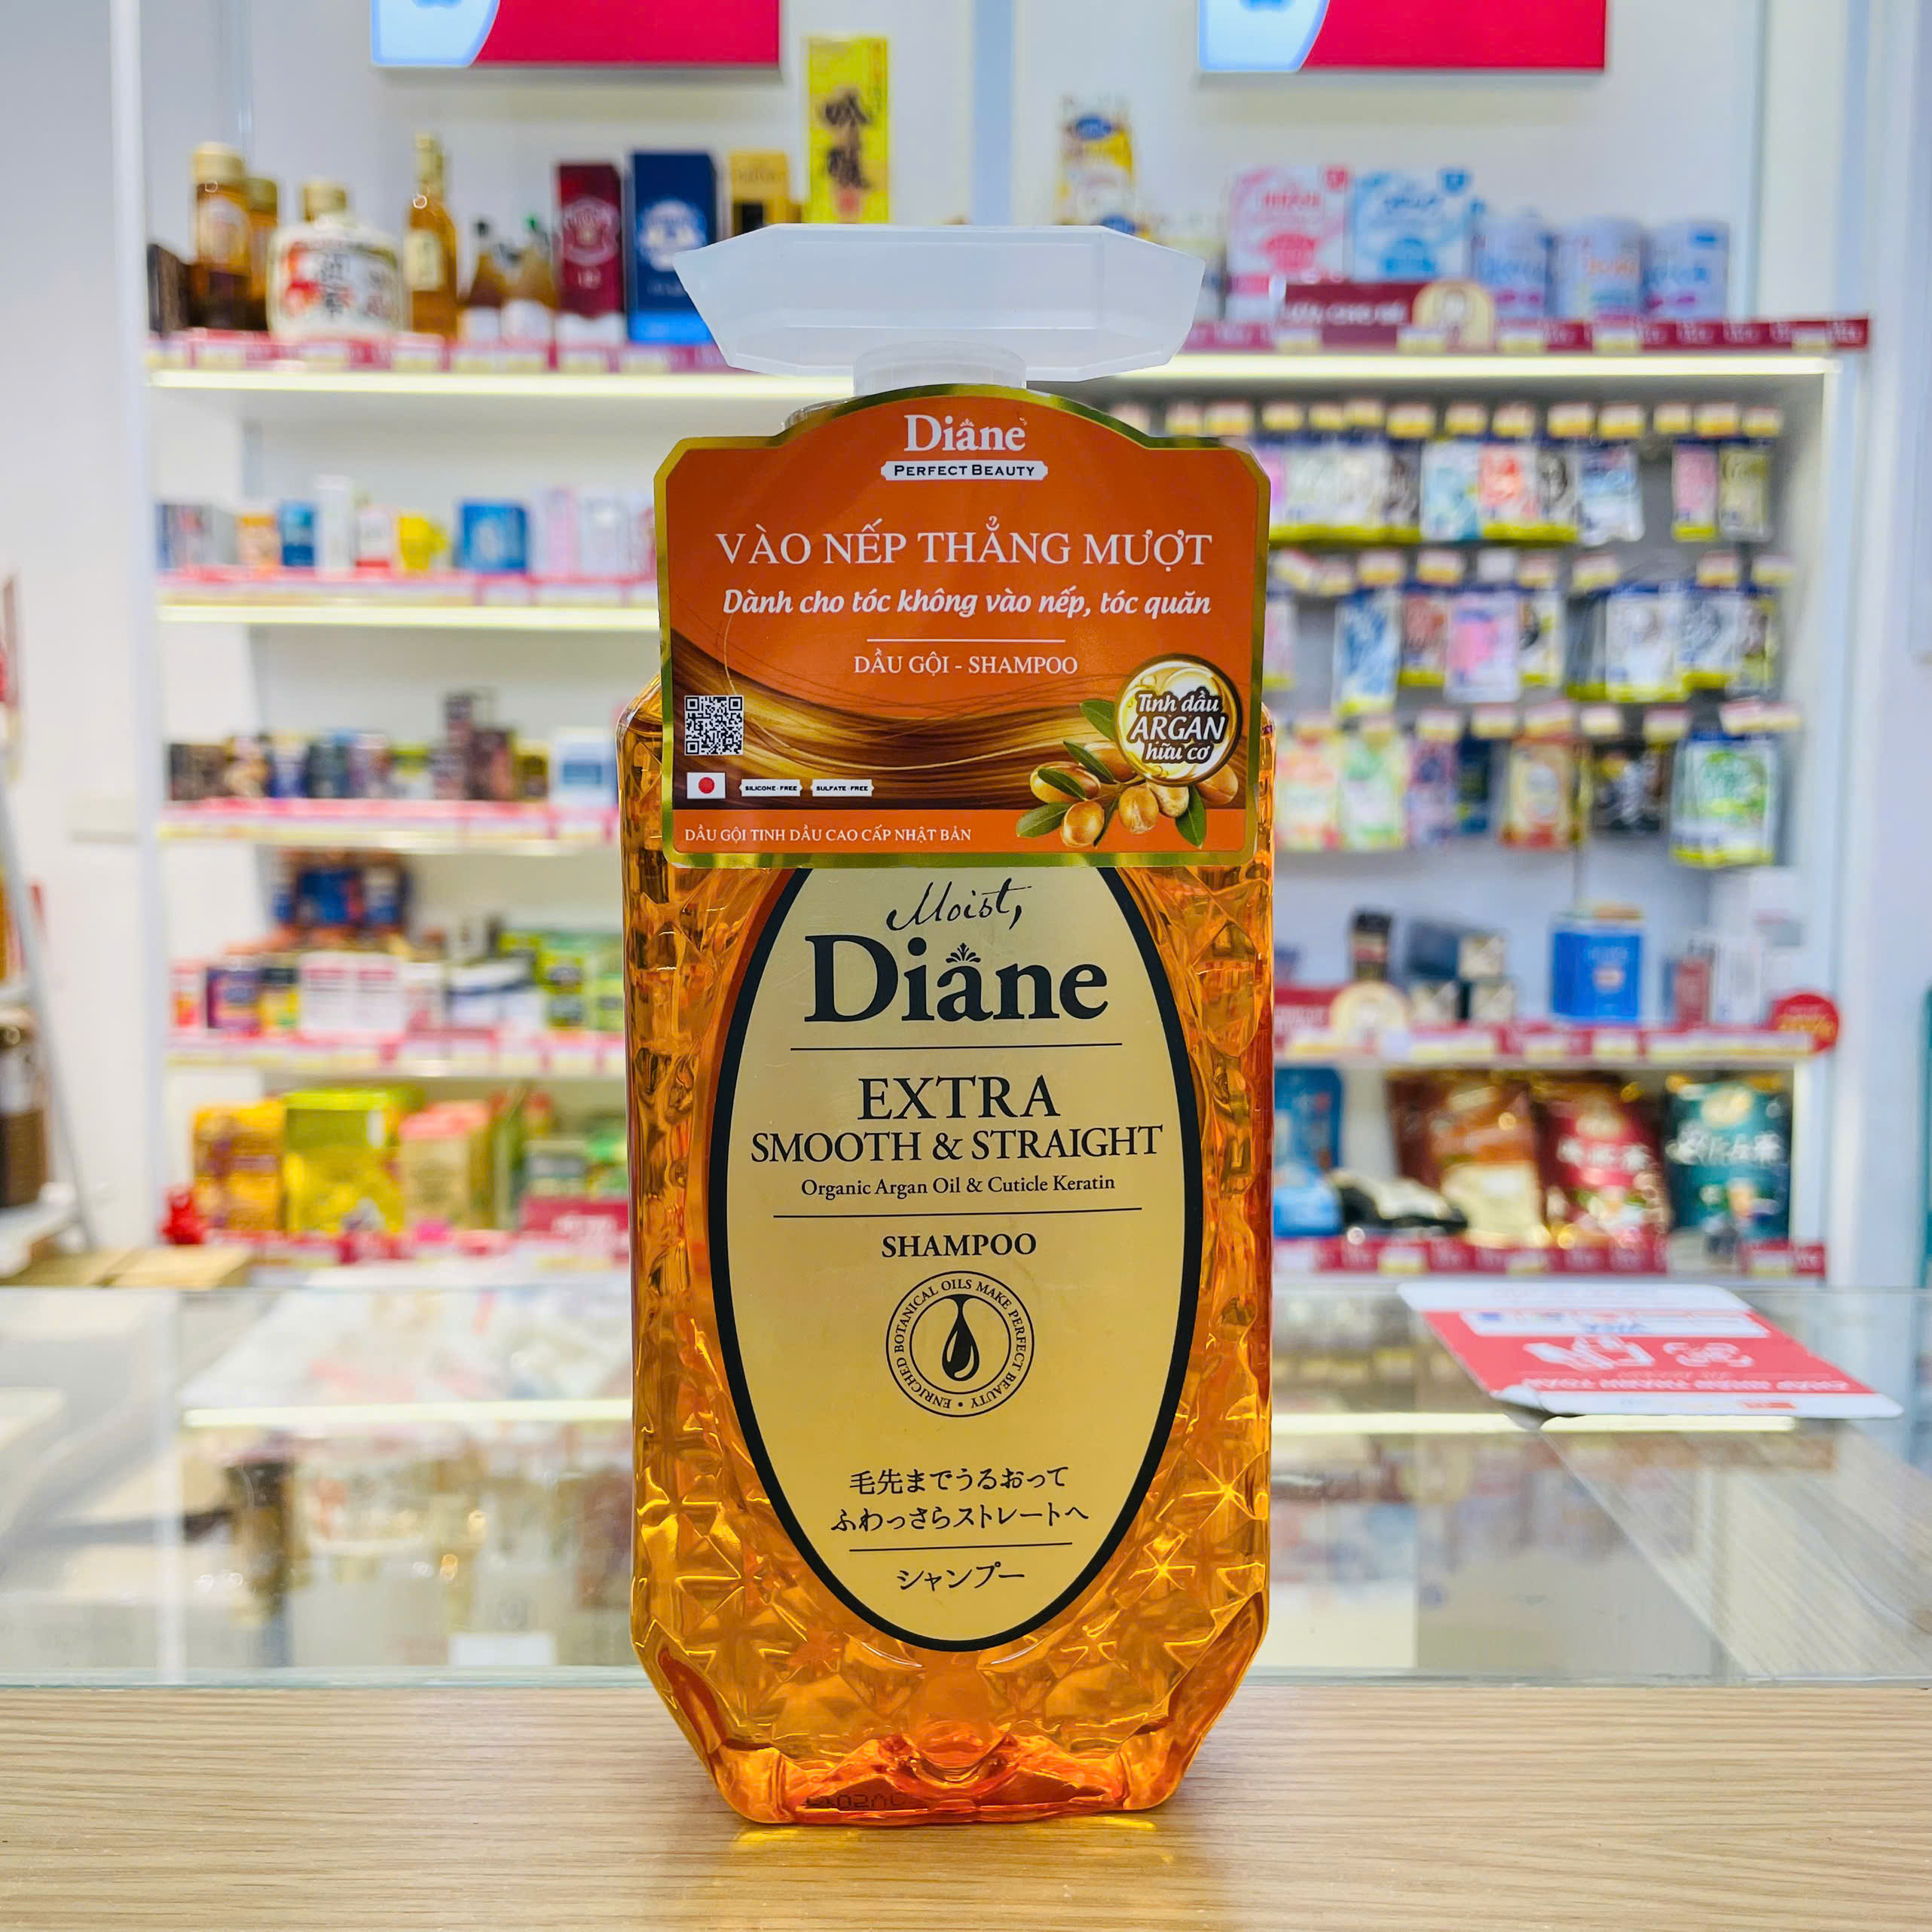 Diane
PERFECT BEAUTY
VÀO NẾP THẲNG MƯỢT
Dành cho tóc không vào nếp, tóc quăn
DẦU GỘI - SHAMPOO
Tinh dầu
ARGAN
hữu cơ
SILICONE-FREE SULFATE-FREE
DẦU GỘI TINH DẦU CAO CẤP NHẬT BẢN
Moist,
Diane
EXTRA
SMOOTH & STRAIGHT
Organic Argan Oil & Cuticle Keratin
SHAMPOO
ENRICHED BOTANICAL OILS MAKE PERFECT BEAUTY
毛先までうるおって
ふわっさらストレートへ
シャンプー